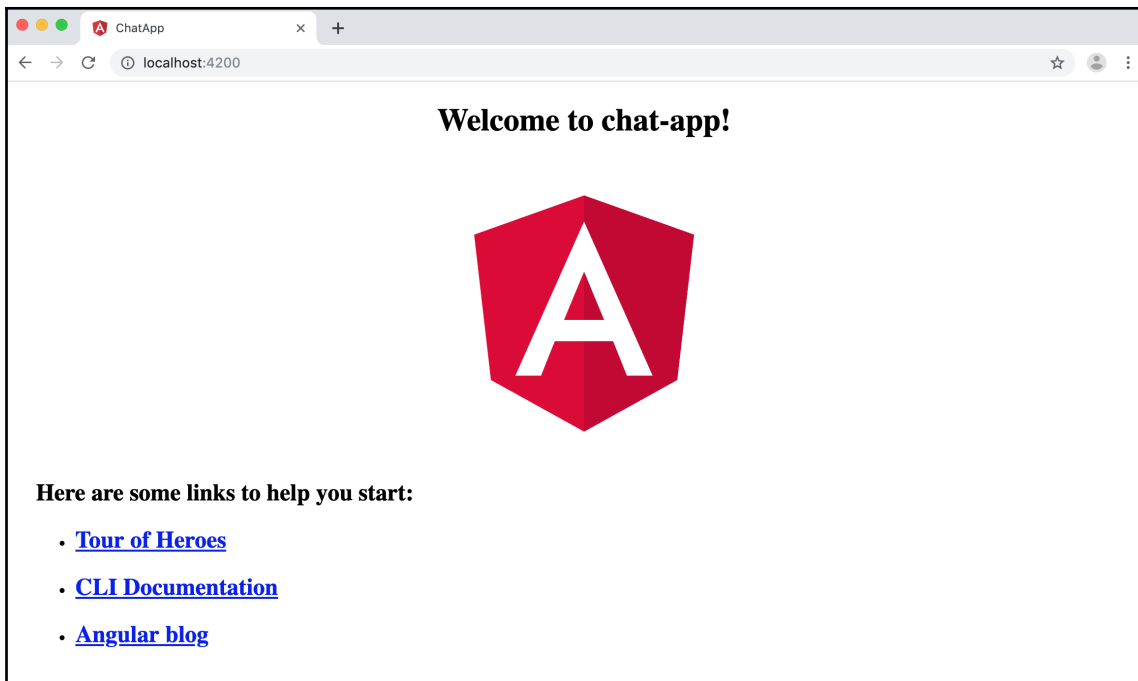 ChatApp
localhost:4200
Welcome to chat-app!
A
Here are some links to help you start:
Tour of Heroes
CLI Documentation
Angular blog